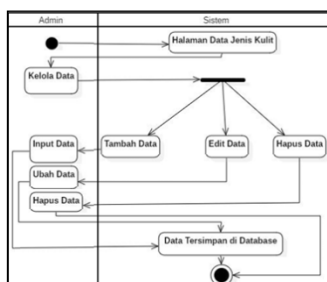 Admin
Sistem
Halaman Data Jenis Kulit
Kelola Data
Input Data
Tambah Data
Edit Data
Hapus Data
Ubah Data
Hapus Data
Data Tersimpan di Database